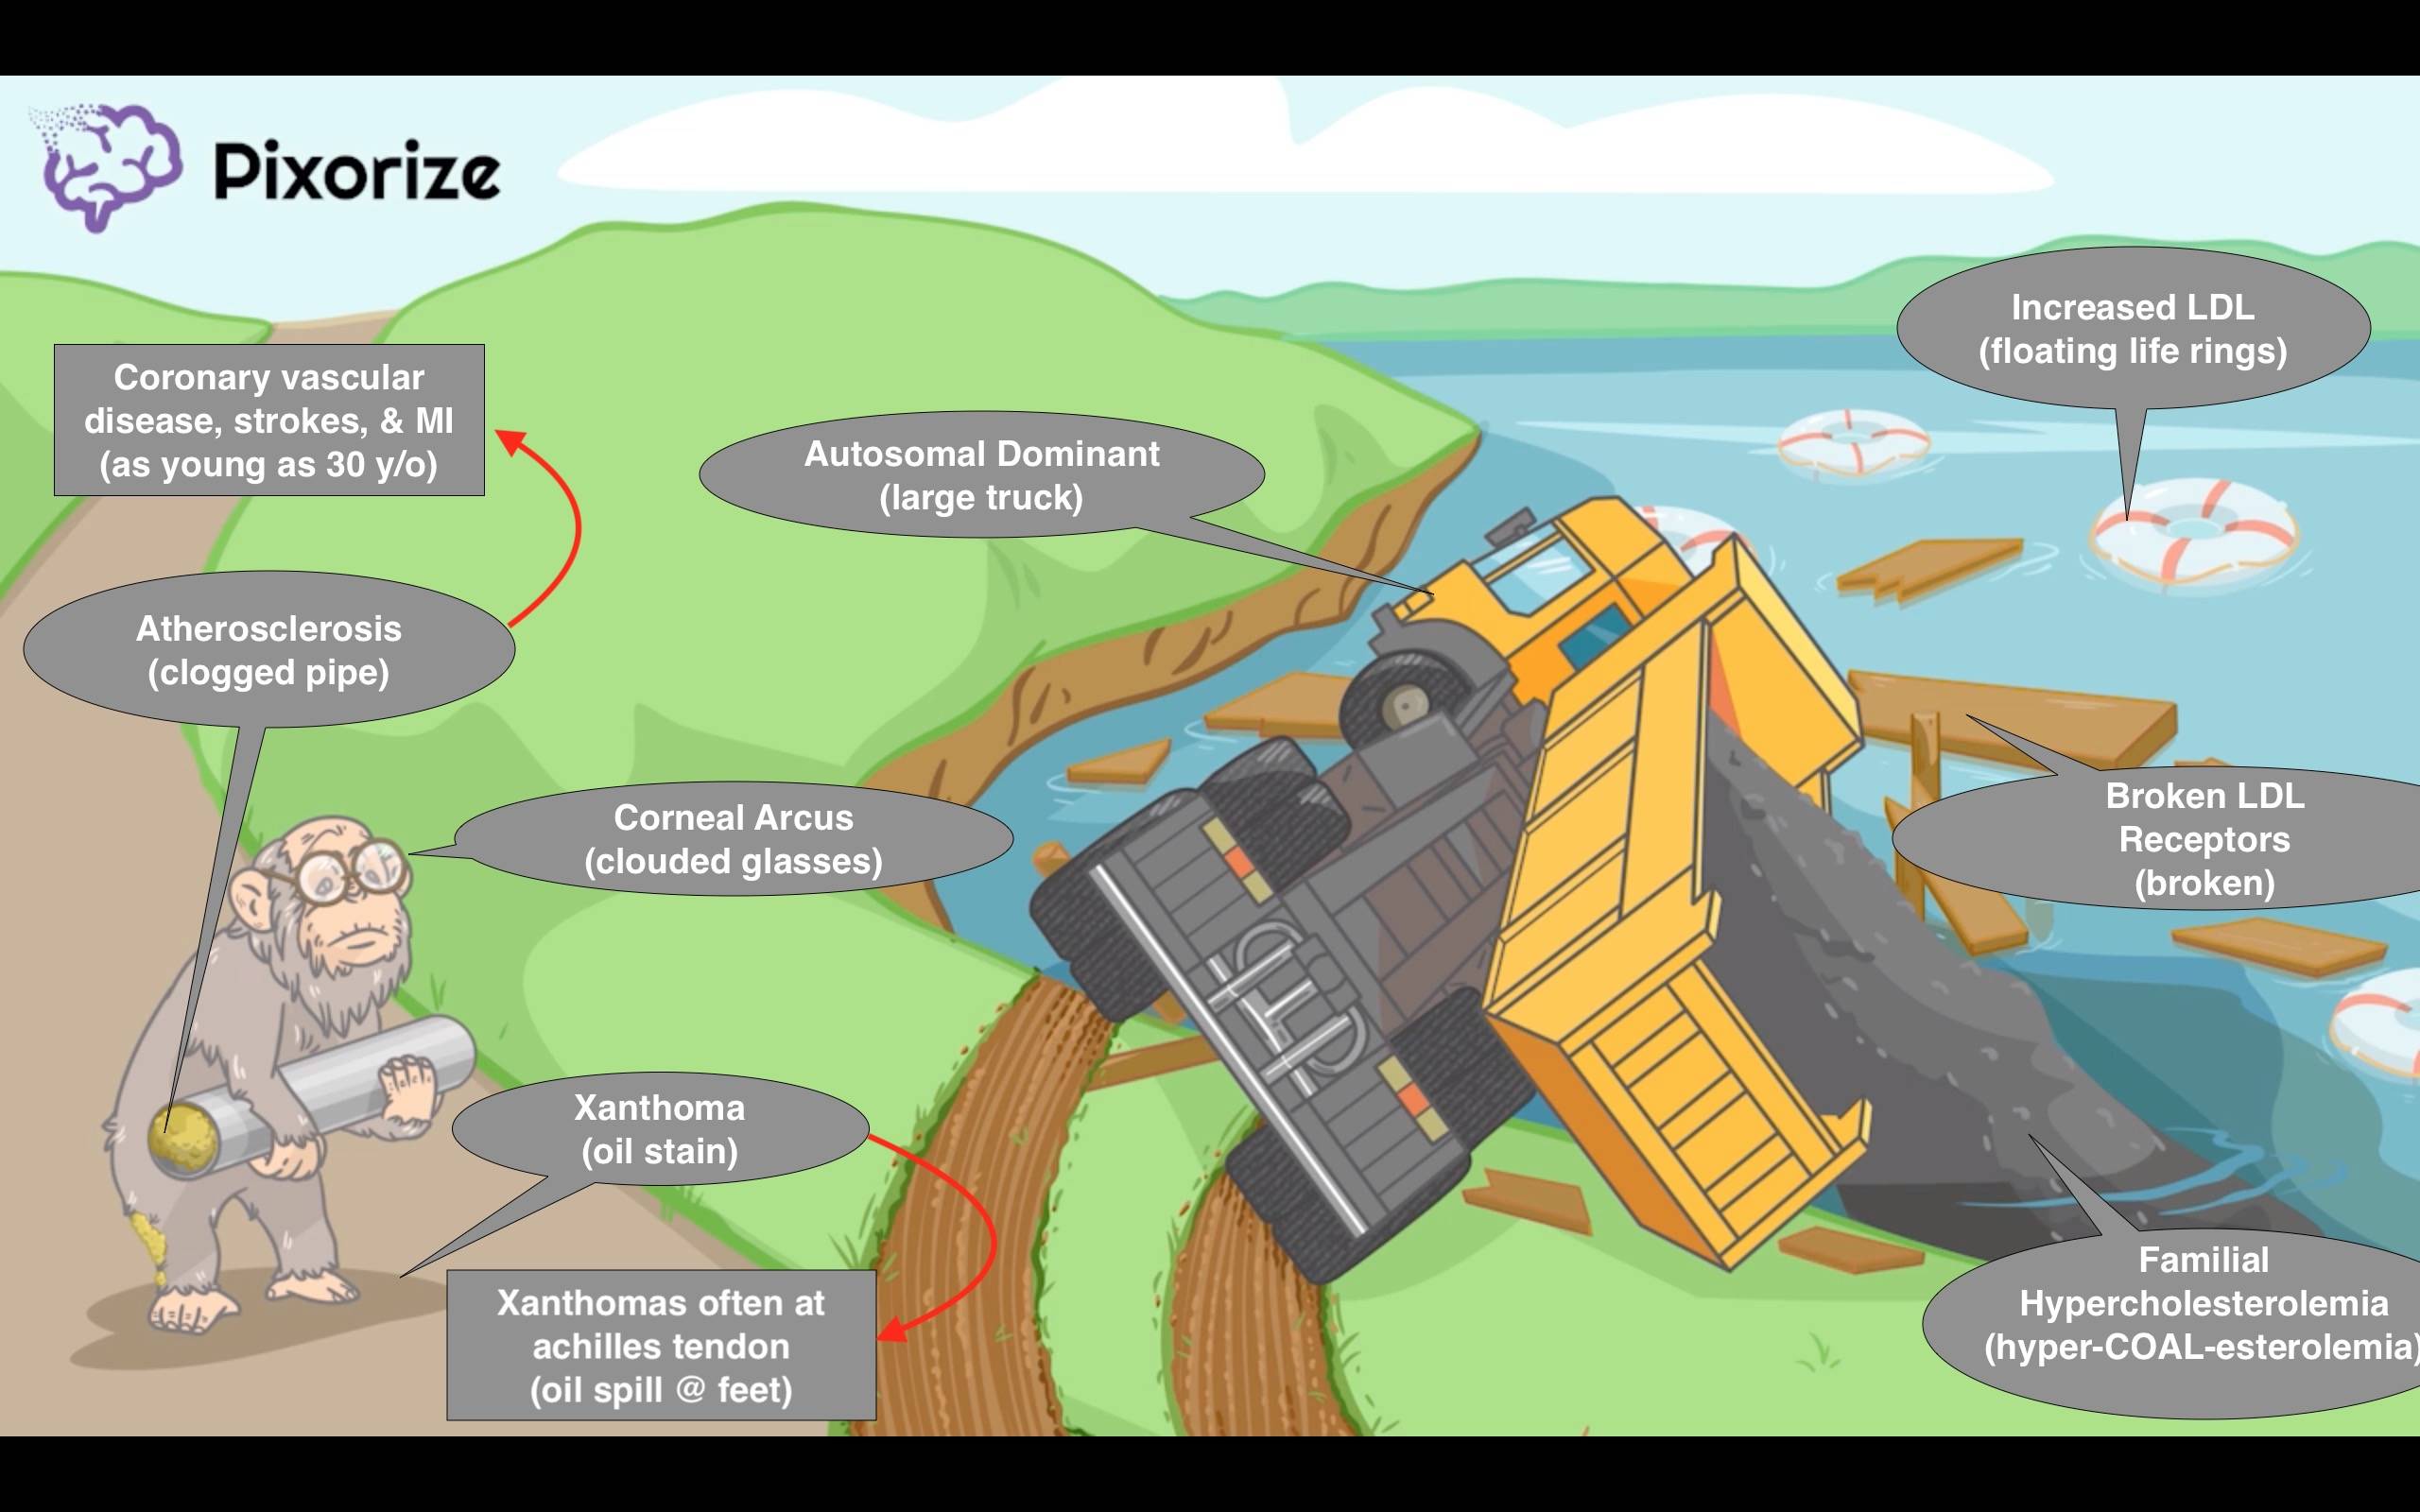 Pixorize
Coronary vascular
disease, strokes, & MI
(as young as 30 y/o)
Autosomal Dominant
(large truck)
Increased LDL
(floating life rings)
Atherosclerosis
(clogged pipe)
Corneal Arcus
(clouded glasses)
Broken LDL
Receptors
(broken)
Xanthoma
(oil stain)
Xanthomas often at
achilles tendon
(oil spill @ feet)
Familial
Hypercholesterolemia
(hyper-COAL-esterolemia)